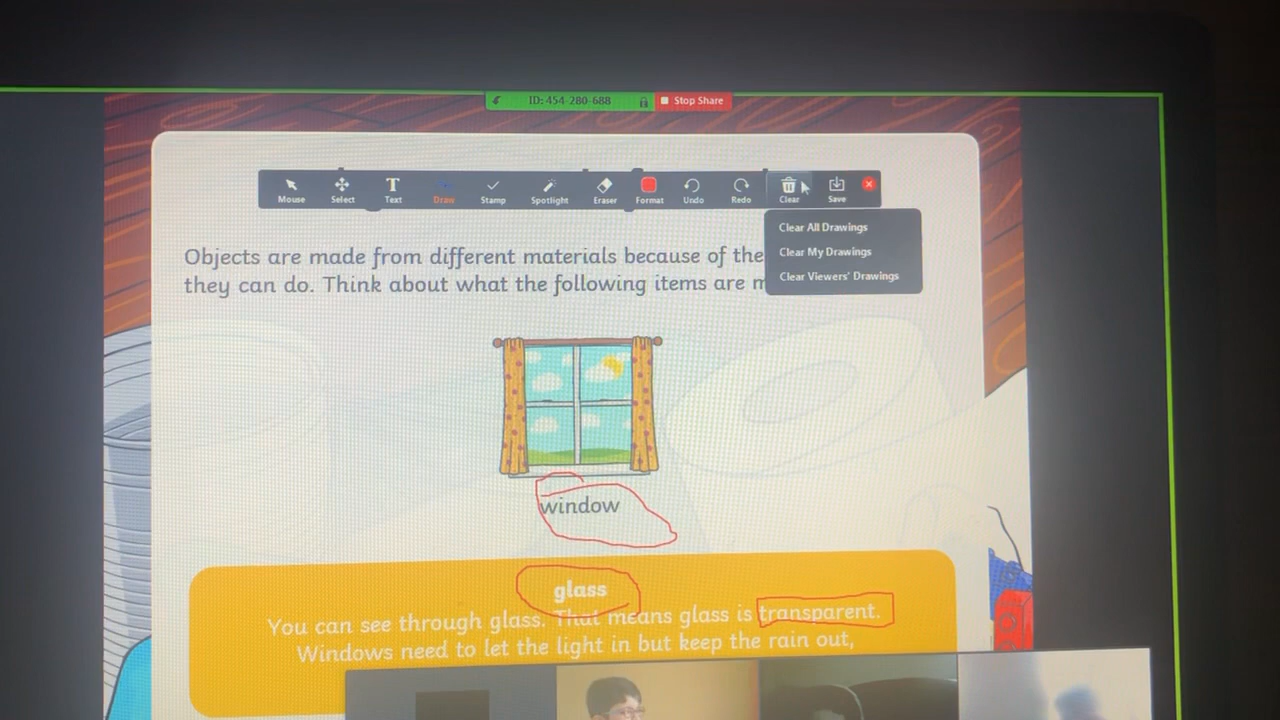 ID: 454-280-688
Stop Share
Mouse
Select
Text
Draw
Stamp
Spotlight
Eraser
Format
Undo
Redo
Clear
Save
Clear All Drawings
Clear My Drawings
Clear Viewers' Drawings
Objects are made from different materials because of the
they can do. Think about what the following items are m
window
glass
You can see through glass. That means glass is transparent.
Windows need to let the light in but keep the rain out,